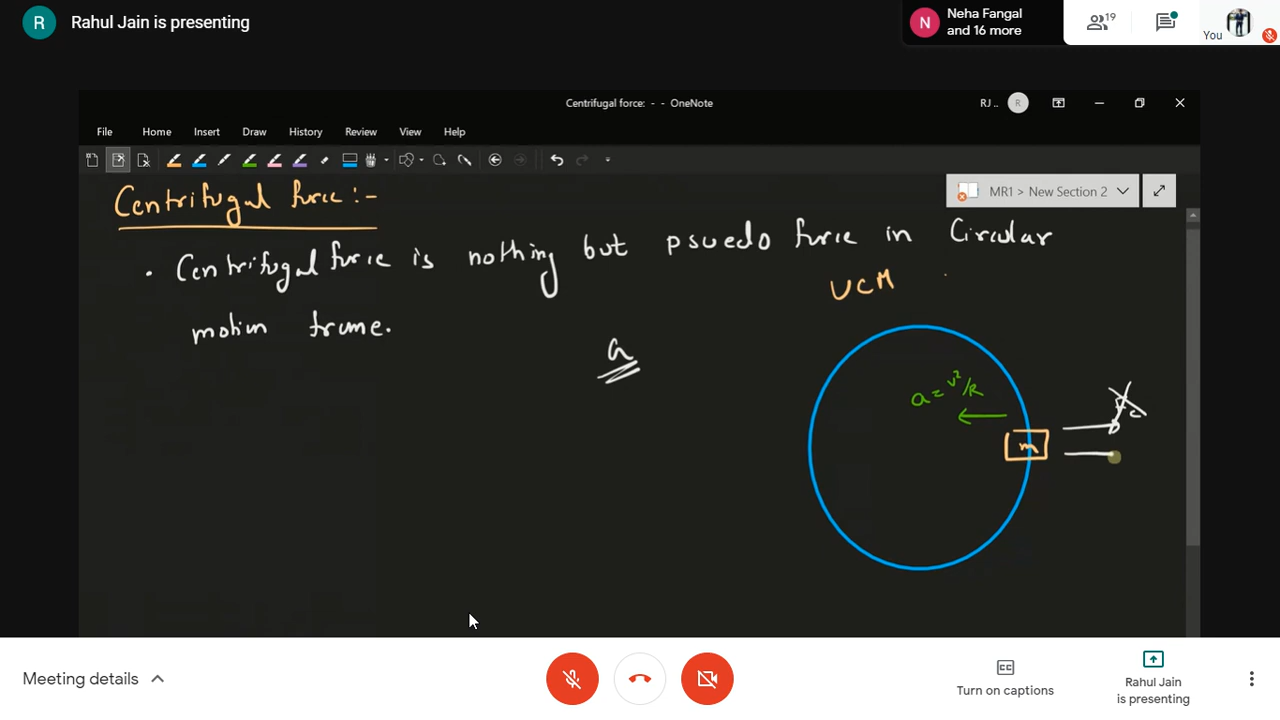 R
Rahul Jain is presenting
N
Neha Fangal
and 16 more
19
You
Centrifugal force: - - OneNote
RJ ..
R
File Home Insert Draw History Review View Help
MR1 > New Section 2
Centrifugal force :-
• Centrifugal force is nothing but psuedo force in Circular
motion frame.
UCM
a
a = v²/R
m
Meeting details
Turn on captions
Rahul Jain
is presenting